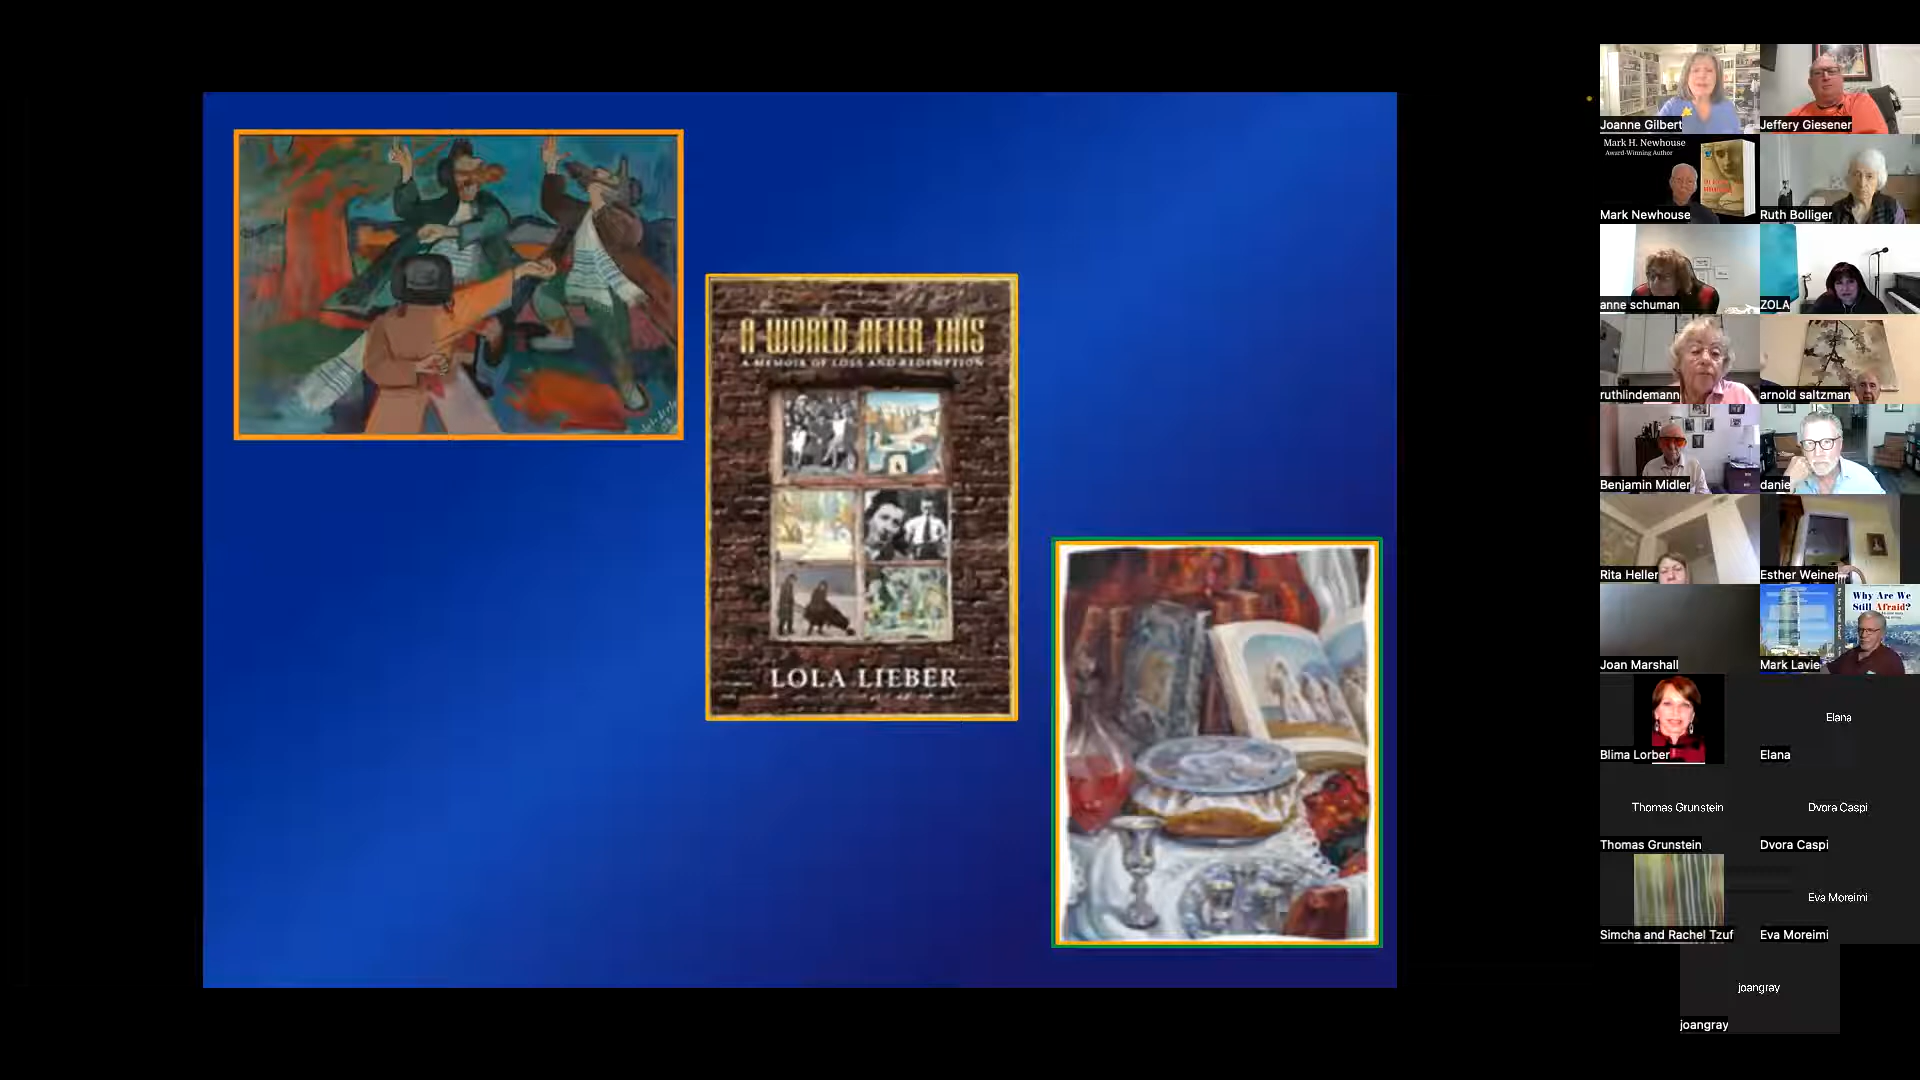 A WORLD AFTER THIS
A MEMOIR OF LOSS AND REDEMPTION
LOLA LIEBER
Joanne Gilbert
Jeffery Giesener
Mark H. Newhouse
Award-Winning Author
Mark Newhouse
Ruth Bolliger
anne schuman
ZOLA
ruthlindemann
arnold saltzman
Benjamin Midler
danie
Rita Heller
Esther Weiner
Joan Marshall
Why Are We
Still Afraid?
Mark Lavie
Blima Lorber
Elana
Elana
Thomas Grunstein
Thomas Grunstein
Dvora Caspi
Dvora Caspi
Simcha and Rachel Tzuf
Eva Moreimi
Eva Moreimi
joangray
joangray